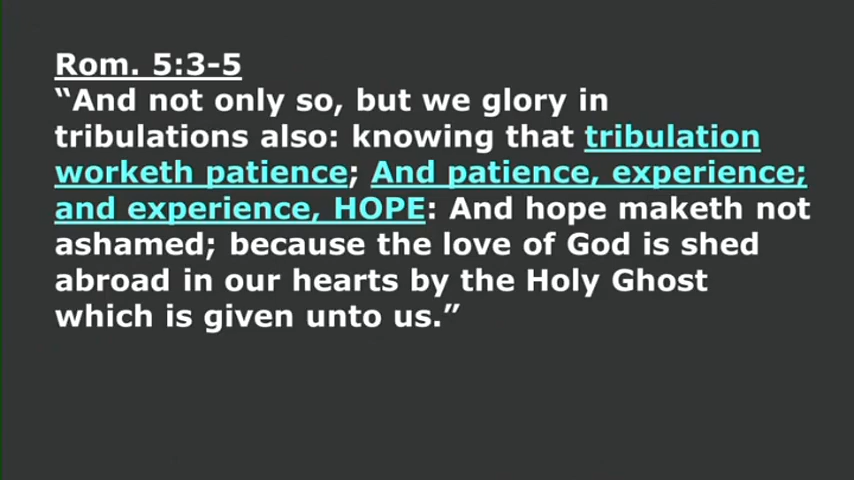 Rom. 5:3-5
“And not only so, but we glory in
tribulations also: knowing that tribulation
worketh patience; And patience, experience;
and experience, HOPE: And hope maketh not
ashamed; because the love of God is shed
abroad in our hearts by the Holy Ghost
which is given unto us.”